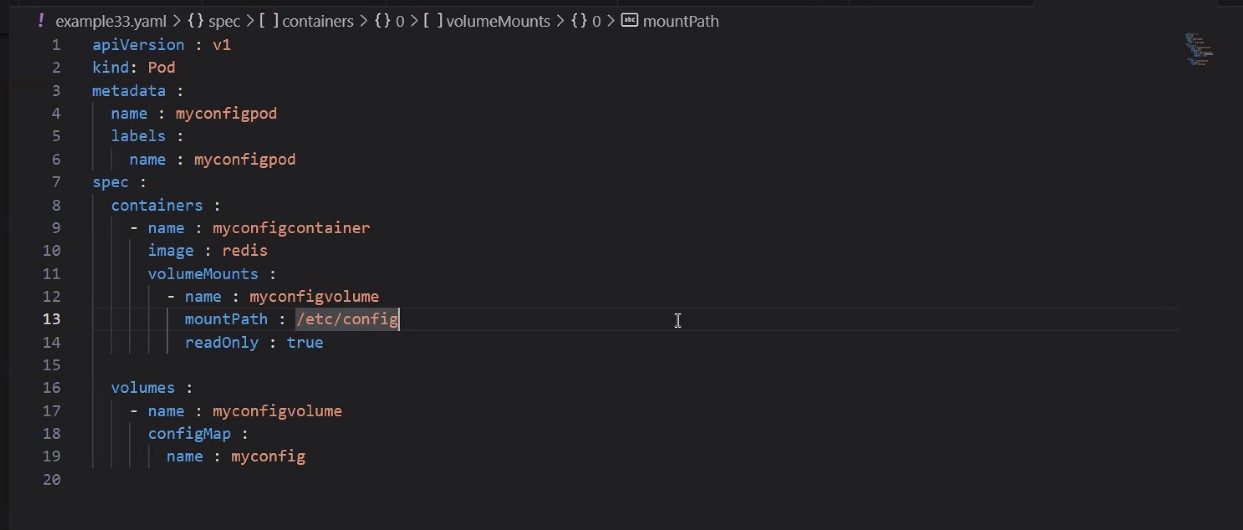 ! example33.yaml > {} spec > [ ] containers > {} 0 > [ ] volumeMounts > {} 0 > abc mountPath
1 apiVersion : v1
2 kind: Pod
3 metadata :
4   name : myconfigpod
5   labels :
6     name : myconfigpod
7 spec :
8   containers :
9     - name : myconfigcontainer
10       image : redis
11       volumeMounts :
12         - name : myconfigvolume
13           mountPath : /etc/config
14           readOnly : true
15
16   volumes :
17     - name : myconfigvolume
18       configMap :
19         name : myconfig
20